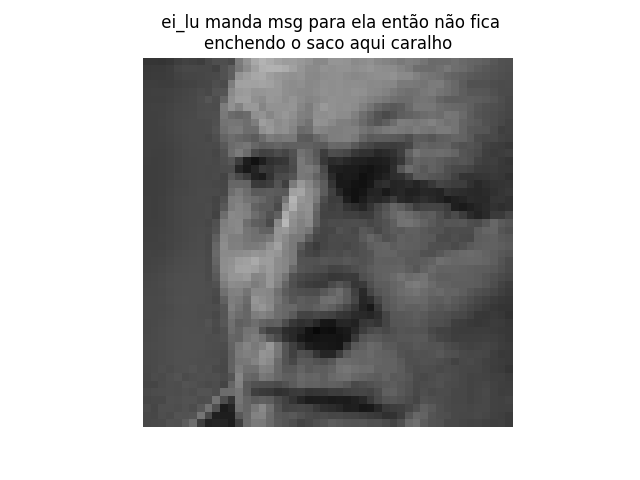 ei_lu manda msg para ela então não fica
enchendo o saco aqui caralho